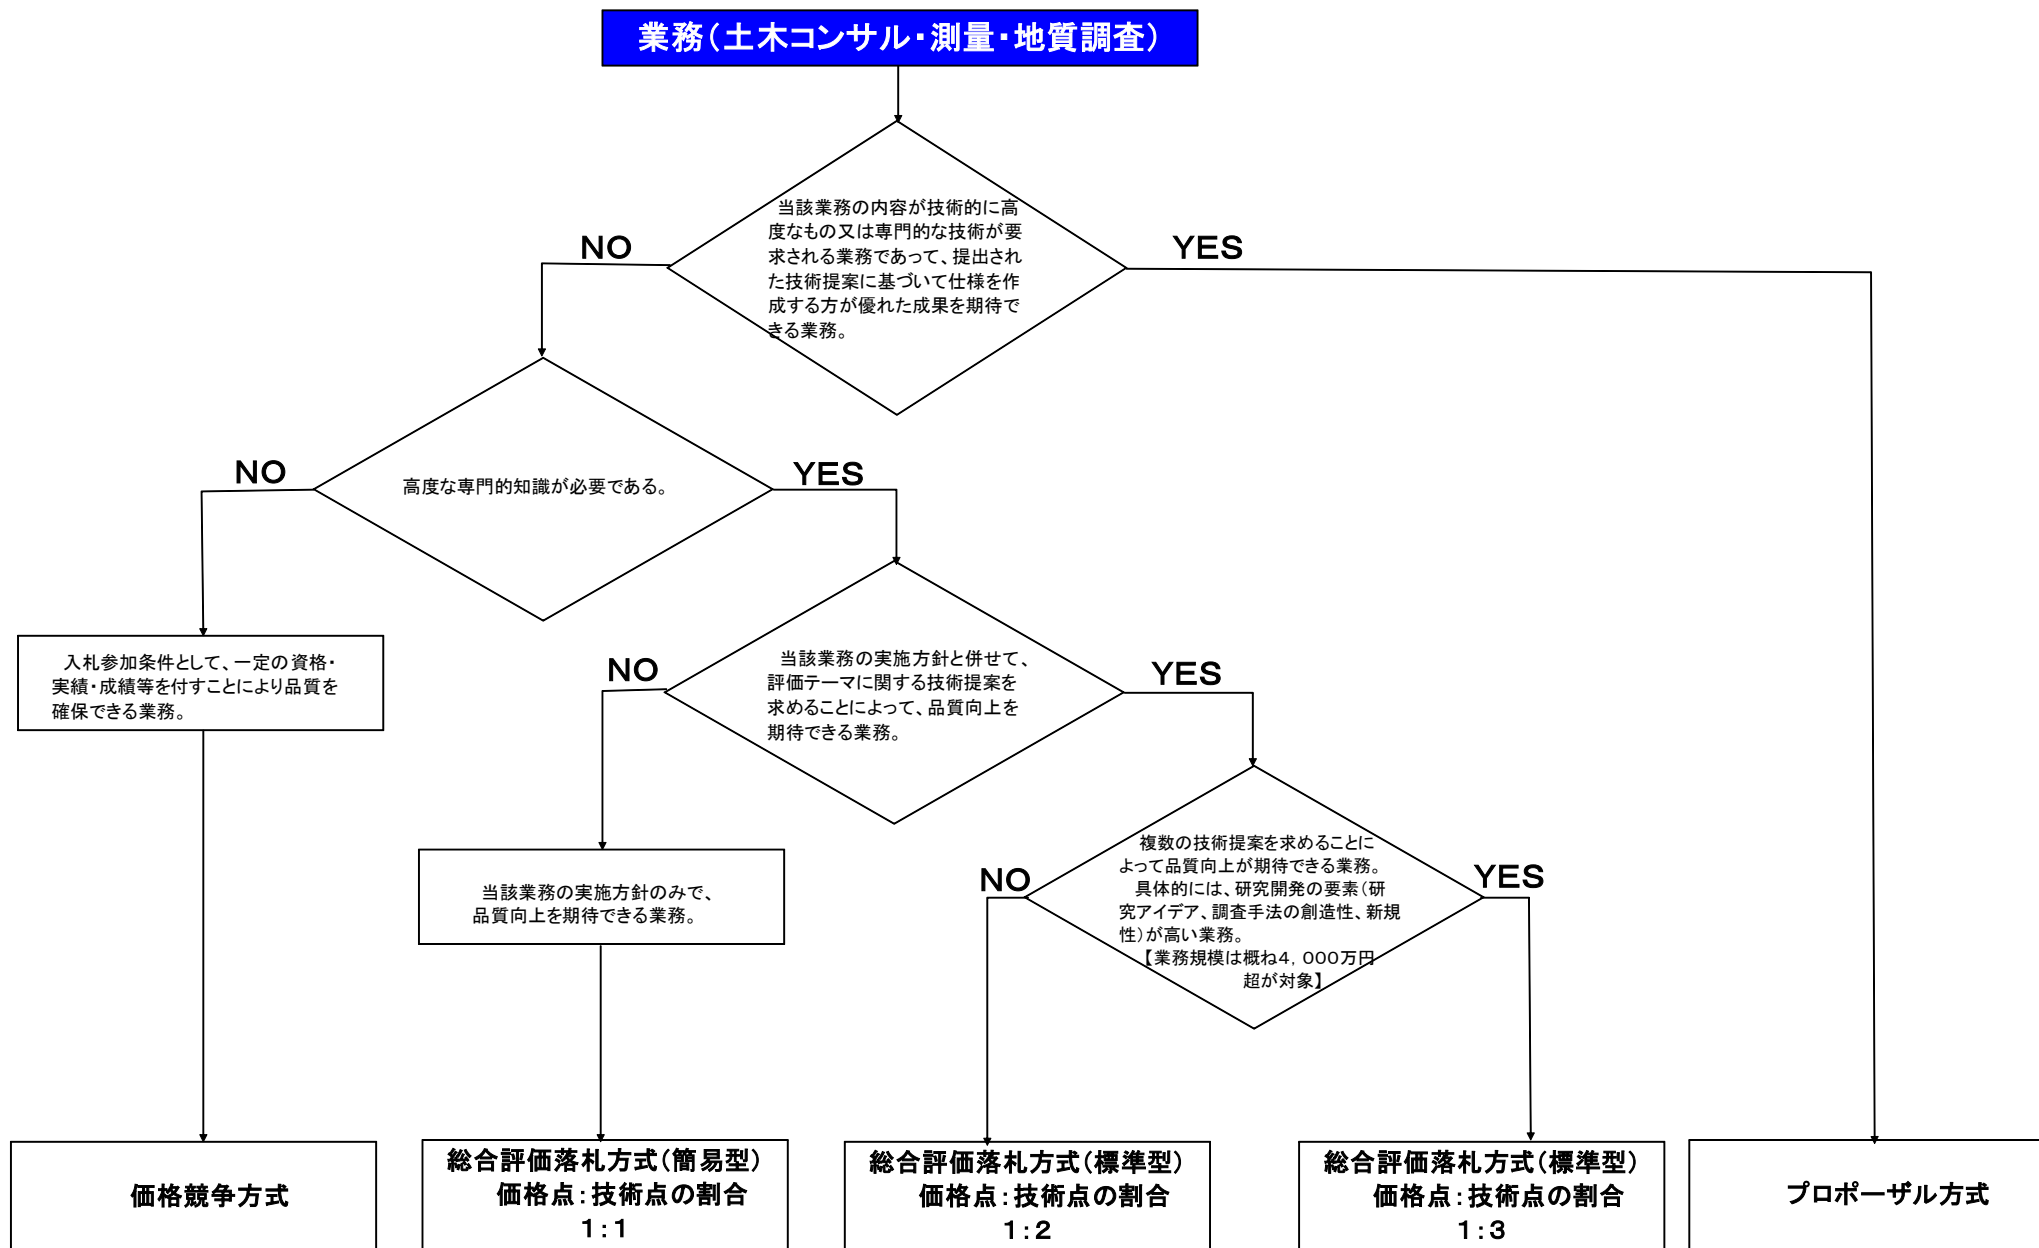 業務（土木コンサル・測量・地質調査）
当該業務の内容が技術的に高
度なもの又は専門的な技術が要
求される業務であって、提出され
た技術提案に基づいて仕様を作
成する方が優れた成果を期待で
きる業務。
NO
YES
高度な専門的知識が必要である。
NO
YES
入札参加条件として、一定の資格・
実績・成績等を付すことにより品質を
確保できる業務。
当該業務の実施方針と併せて、
評価テーマに関する技術提案を
求めることによって、品質向上を
期待できる業務。
NO
YES
当該業務の実施方針のみで、
品質向上を期待できる業務。
複数の技術提案を求めることに
よって品質向上が期待できる業務。
具体的には、研究開発の要素（研
究アイデア、調査手法の創造性、新規
性）が高い業務。
【業務規模は概ね4，000万円
超が対象】
NO
YES
価格競争方式
総合評価落札方式（簡易型）
価格点：技術点の割合
1：1
総合評価落札方式（標準型）
価格点：技術点の割合
1：2
総合評価落札方式（標準型）
価格点：技術点の割合
1：3
プロポーザル方式